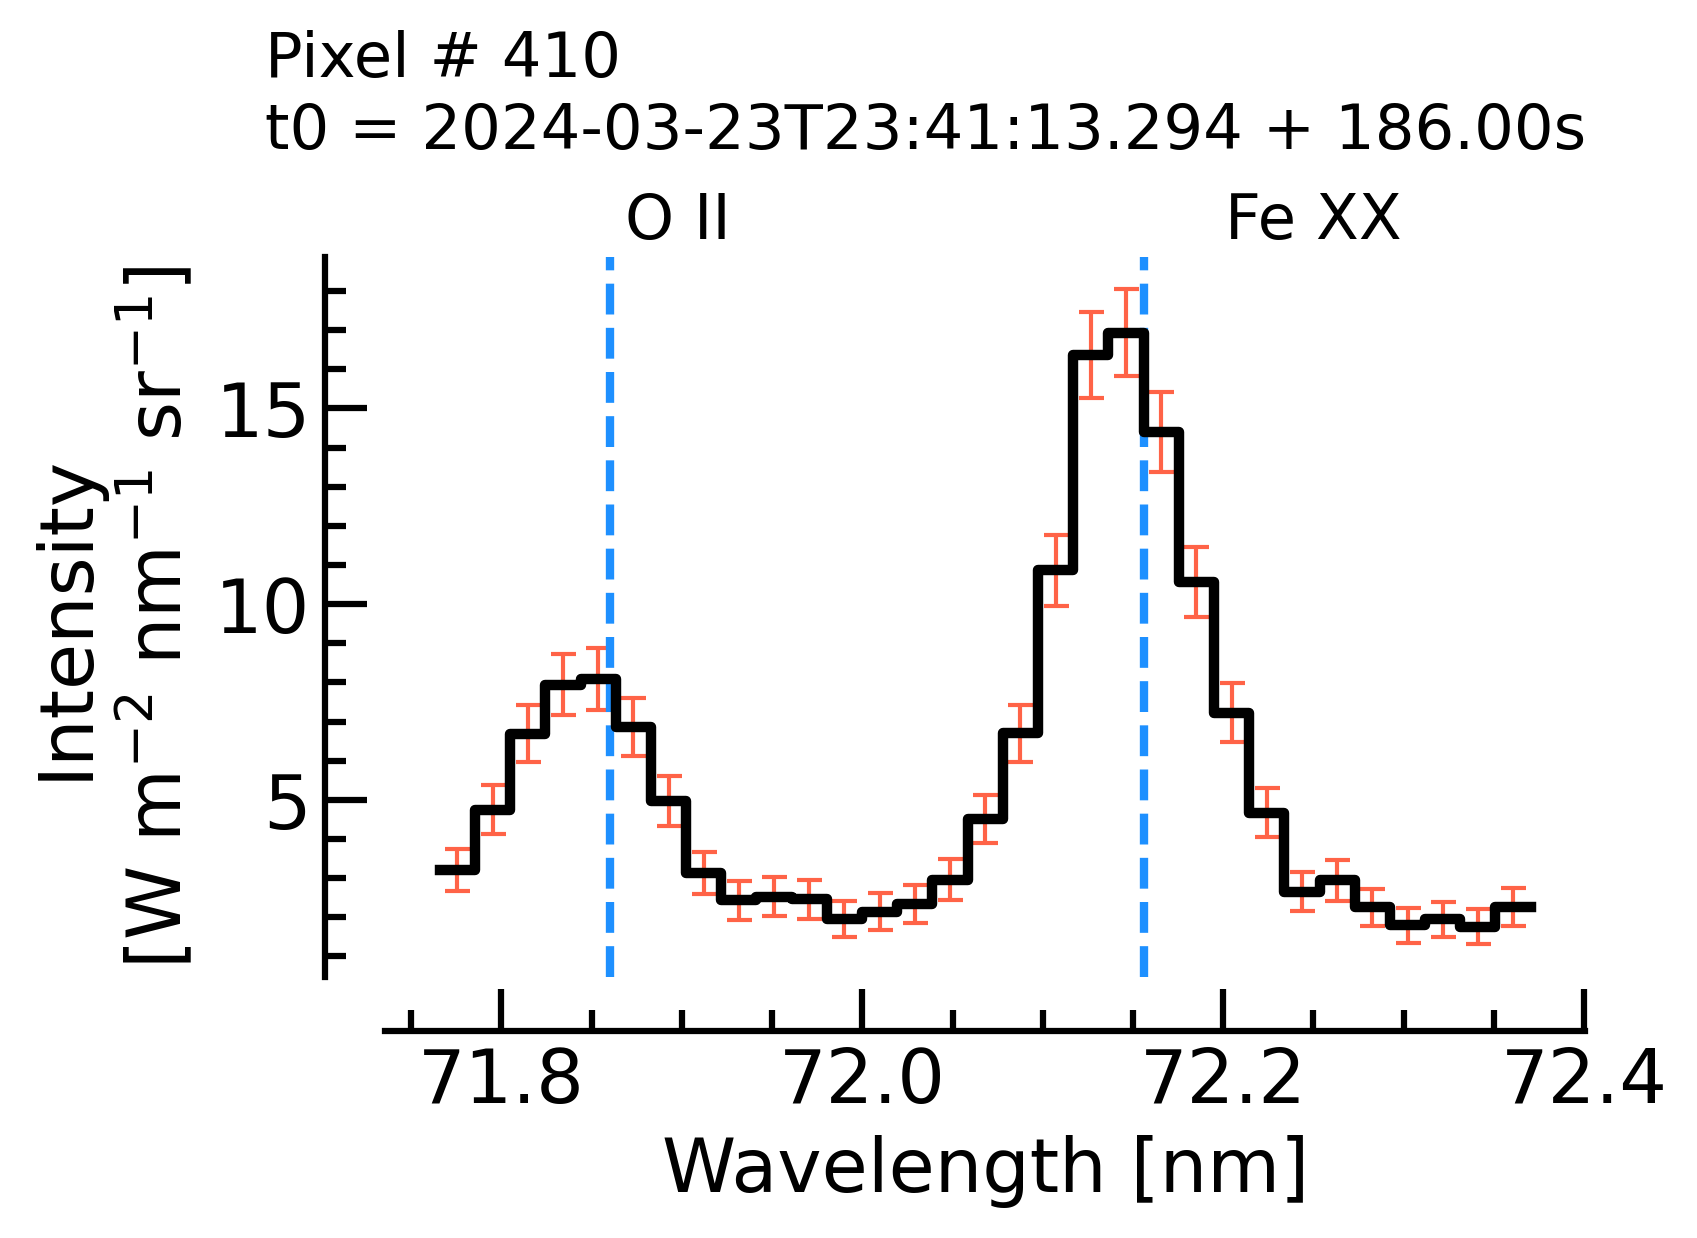 Pixel # 410
t0 = 2024-03-23T23:41:13.294 + 186.00s
O II
Fe XX
Intensity
[W m⁻² nm⁻¹ sr⁻¹]
15
10
5
71.8 72.0 72.2 72.4
Wavelength [nm]